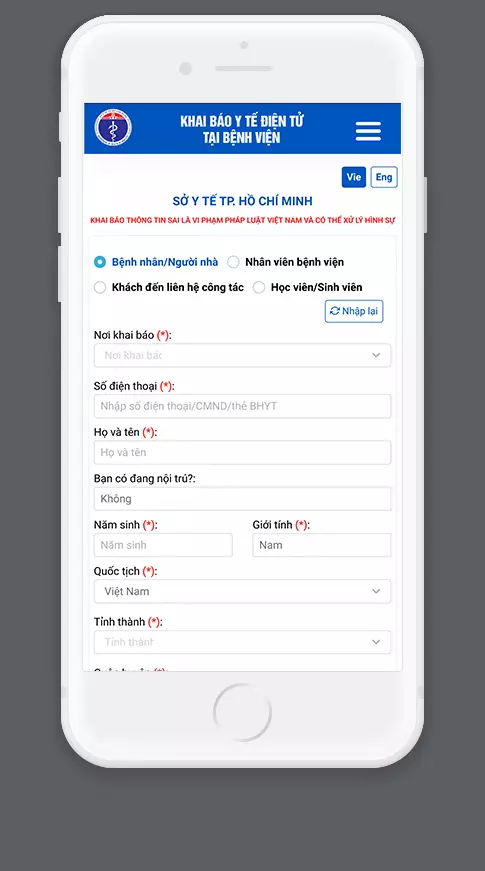 KHAI BÁO Y TẾ ĐIỆN TỬ
TẠI BỆNH VIỆN
Vie Eng
SỞ Y TẾ TP. HỒ CHÍ MINH
KHAI BÁO THÔNG TIN SAI LÀ VI PHẠM PHÁP LUẬT VIỆT NAM VÀ CÓ THỂ XỬ LÝ HÌNH SỰ
Bệnh nhân/Người nhà Nhân viên bệnh viện
Khách đến liên hệ công tác Học viên/Sinh viên
Nhập lại
Nơi khai báo (*):
Nơi khai báo
Số điện thoại (*):
Nhập số điện thoại/CMND/thẻ BHYT
Họ và tên (*):
Họ và tên
Bạn có đang nội trú?:
Không
Năm sinh (*): Giới tính (*):
Năm sinh Nam
Quốc tịch (*):
Việt Nam
Tỉnh thành (*):
Tỉnh thành